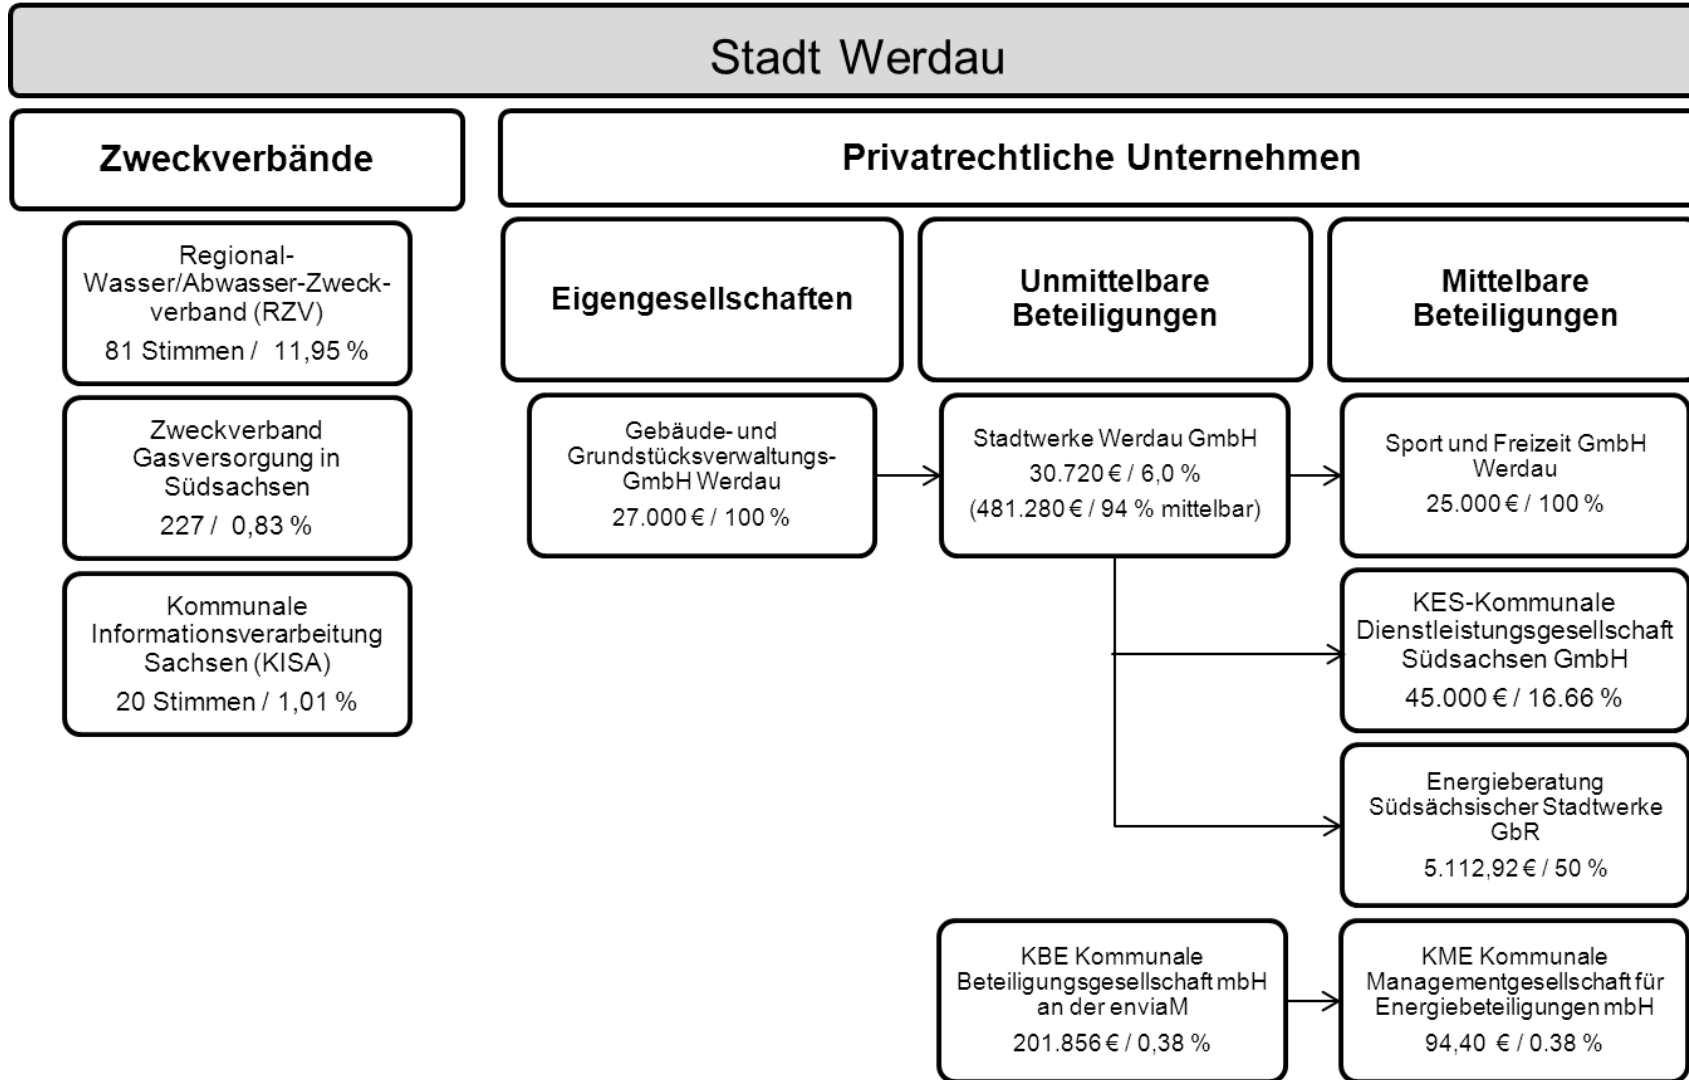 Stadt Werdau
Zweckverbände
Regional-
Wasser/Abwasser-Zweck-
verband (RZV)
81 Stimmen / 11,95 %
Zweckverband
Gasversorgung in
Südsachsen
227 / 0,83 %
Kommunale
Informationsverarbeitung
Sachsen (KISA)
20 Stimmen / 1,01 %
Privatrechtliche Unternehmen
Eigengesellschaften
Gebäude- und
Grundstücksverwaltungs-
GmbH Werdau
27.000 € / 100 %
Unmittelbare
Beteiligungen
Stadtwerke Werdau GmbH
30.720 € / 6,0 %
(481.280 € / 94 % mittelbar)
KBE Kommunale
Beteiligungsgesellschaft mbH
an der enviaM
201.856 € / 0,38 %
Mittelbare
Beteiligungen
Sport und Freizeit GmbH
Werdau
25.000 € / 100 %
KES-Kommunale
Dienstleistungsgesellschaft
Südsachsen GmbH
45.000 € / 16.66 %
Energieberatung
Südsächsischer Stadtwerke
GbR
5.112,92 € / 50 %
KME Kommunale
Managementgesellschaft für
Energiebeteiligungen mbH
94,40 € / 0.38 %